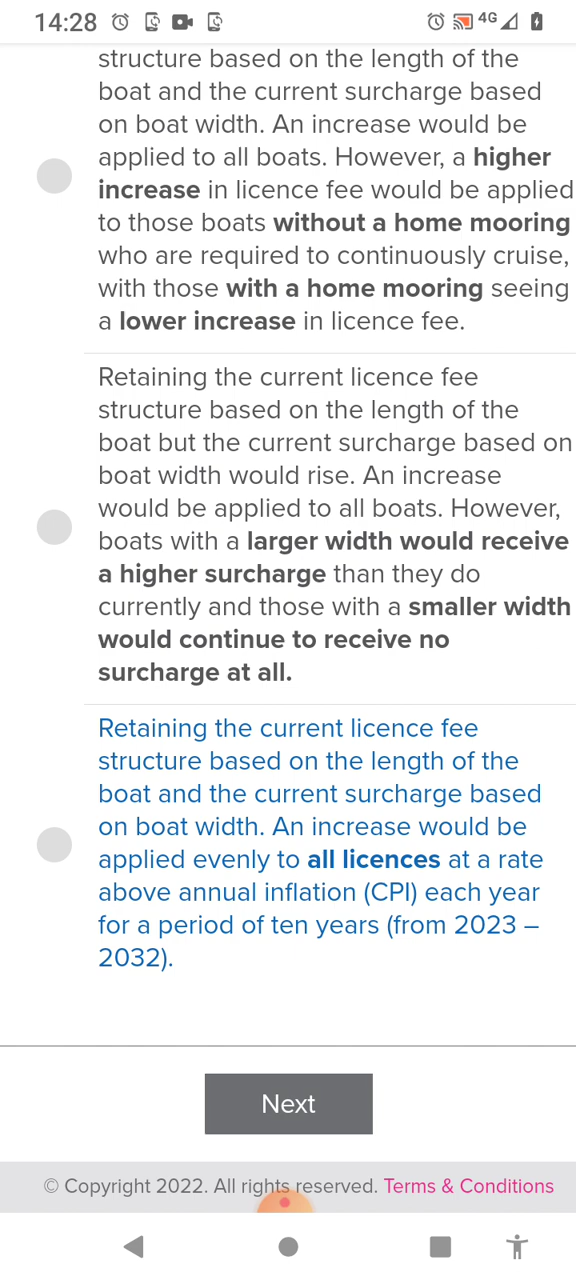 14:28
4G
structure based on the length of the
boat and the current surcharge based
on boat width. An increase would be
applied to all boats. However, a higher
increase in licence fee would be applied
to those boats without a home mooring
who are required to continuously cruise,
with those with a home mooring seeing
a lower increase in licence fee.
Retaining the current licence fee
structure based on the length of the
boat but the current surcharge based on
boat width would rise. An increase
would be applied to all boats. However,
boats with a larger width would receive
a higher surcharge than they do
currently and those with a smaller width
would continue to receive no
surcharge at all.
Retaining the current licence fee
structure based on the length of the
boat and the current surcharge based
on boat width. An increase would be
applied evenly to all licences at a rate
above annual inflation (CPI) each year
for a period of ten years (from 2023 –
2032).
Next
© Copyright 2022. All rights reserved. Terms & Conditions